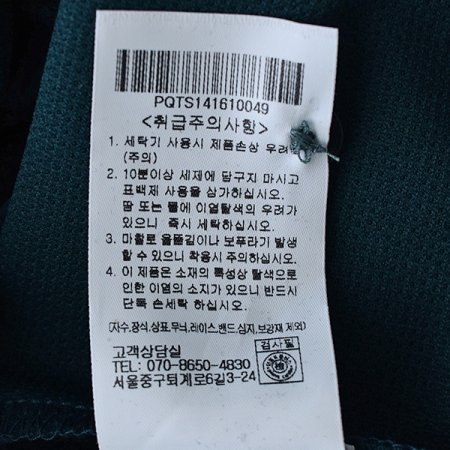 PQTS141610049
<취급주의사항>
1. 세탁기 사용시 제품손상 우려
(주의)
2. 10분이상 세제에 담구지 마시고
표백제 사용을 삼가하십시오.
땀 또는 물에 이염탈색의 우려가
있으니 즉시 세탁하십시오.
3. 마찰로 올뜯김이나 보푸라기 발생
할 수 있으니 착용시 주의하십시오.
4. 이 제품은 소재의 특성상 탈색으로
인한 이염의 소지가 있으니 반드시
단독 손세탁 하십시오.
(자수,장식,상표,무늬,레이스,밴드,심지,보강재 제외)
고객상담실
검사필
TEL: 070-8650-4830
서울중구퇴계로6길3-24